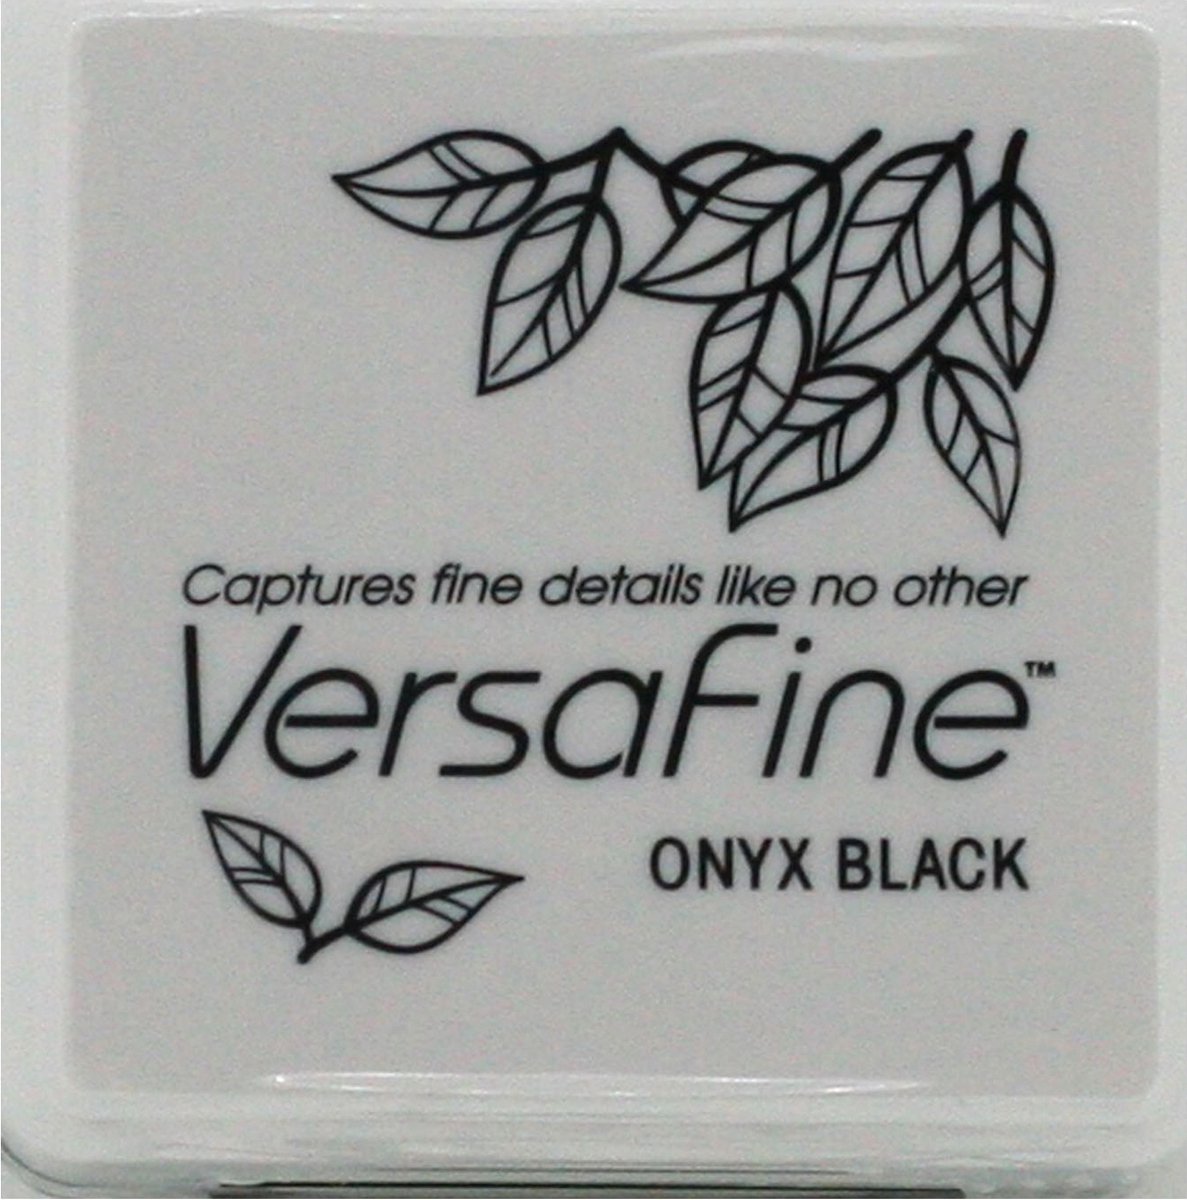 Captures fine details like no other
VersaFine™
ONYX BLACK